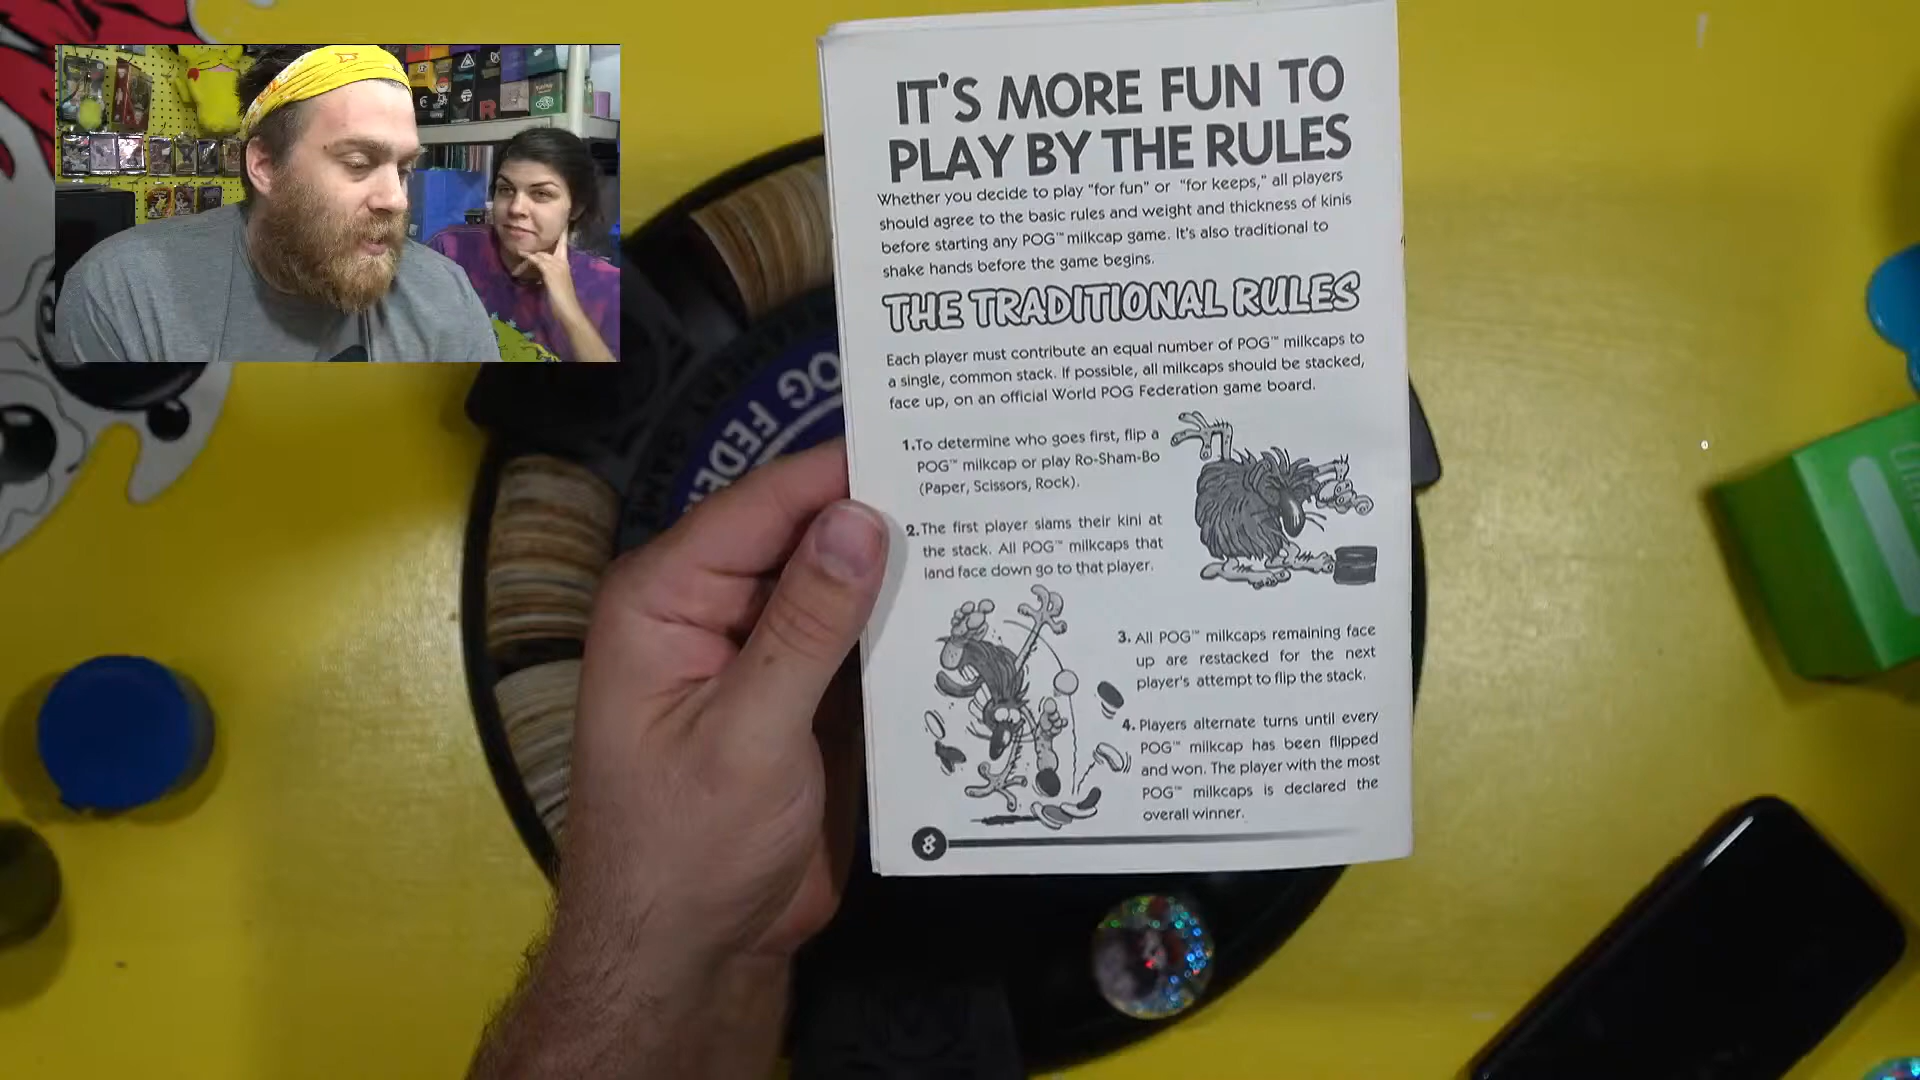 IT'S MORE FUN TO
PLAY BY THE RULES
Whether you decide to play "for fun" or "for keeps," all players
should agree to the basic rules and weight and thickness of kinis
before starting any POG™ milkcap game. It's also traditional to
shake hands before the game begins.
THE TRADITIONAL RULES
Each player must contribute an equal number of POG™ milkcaps to
a single, common stack. If possible, all milkcaps should be stacked,
face up, on an official World POG Federation game board.
1.To determine who goes first, flip a
POG™ milkcap or play Ro-Sham-Bo
(Paper, Scissors, Rock).
2.The first player slams their kini at
the stack. All POG™ milkcaps that
land face down go to that player.
3. All POG™ milkcaps remaining face
up are restacked for the next
player's attempt to flip the stack.
4. Players alternate turns until every
POG™ milkcap has been flipped
and won. The player with the most
POG™ milkcaps is declared the
overall winner.
8
OG FEDE
GAME